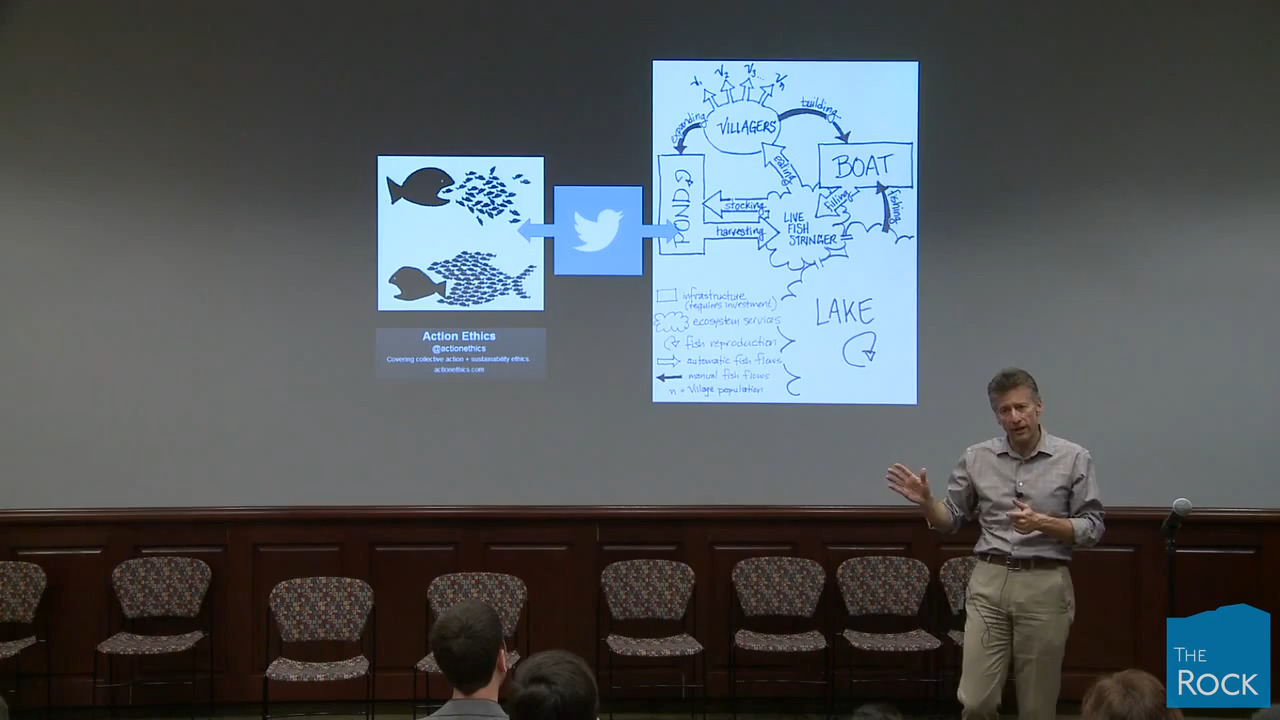 Action Ethics
@actionethics
Covering collective action + sustainability ethics.
actionethics.com
building
expanding
VILLAGERS
BOAT
eating
POND
stocking
filling
fishing
harvesting
LIVE
FISH
STRINGER
infrastructure
(requires investment)
ecosystem services
fish reproduction
automatic fish flows
manual fish flows
n = Village population
LAKE
THE
ROCK